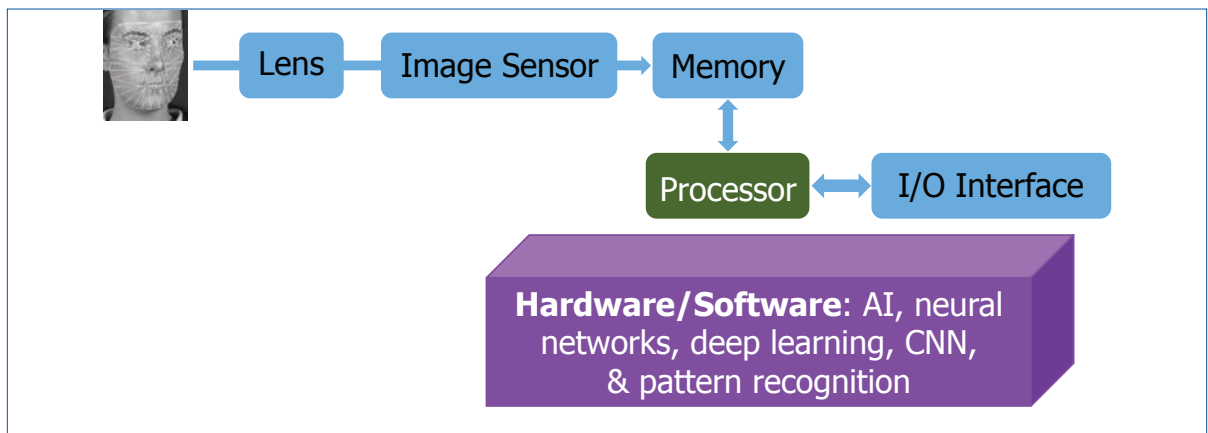 Lens
Image Sensor
Memory
Processor
I/O Interface
Hardware/Software: AI, neural
networks, deep learning, CNN,
& pattern recognition